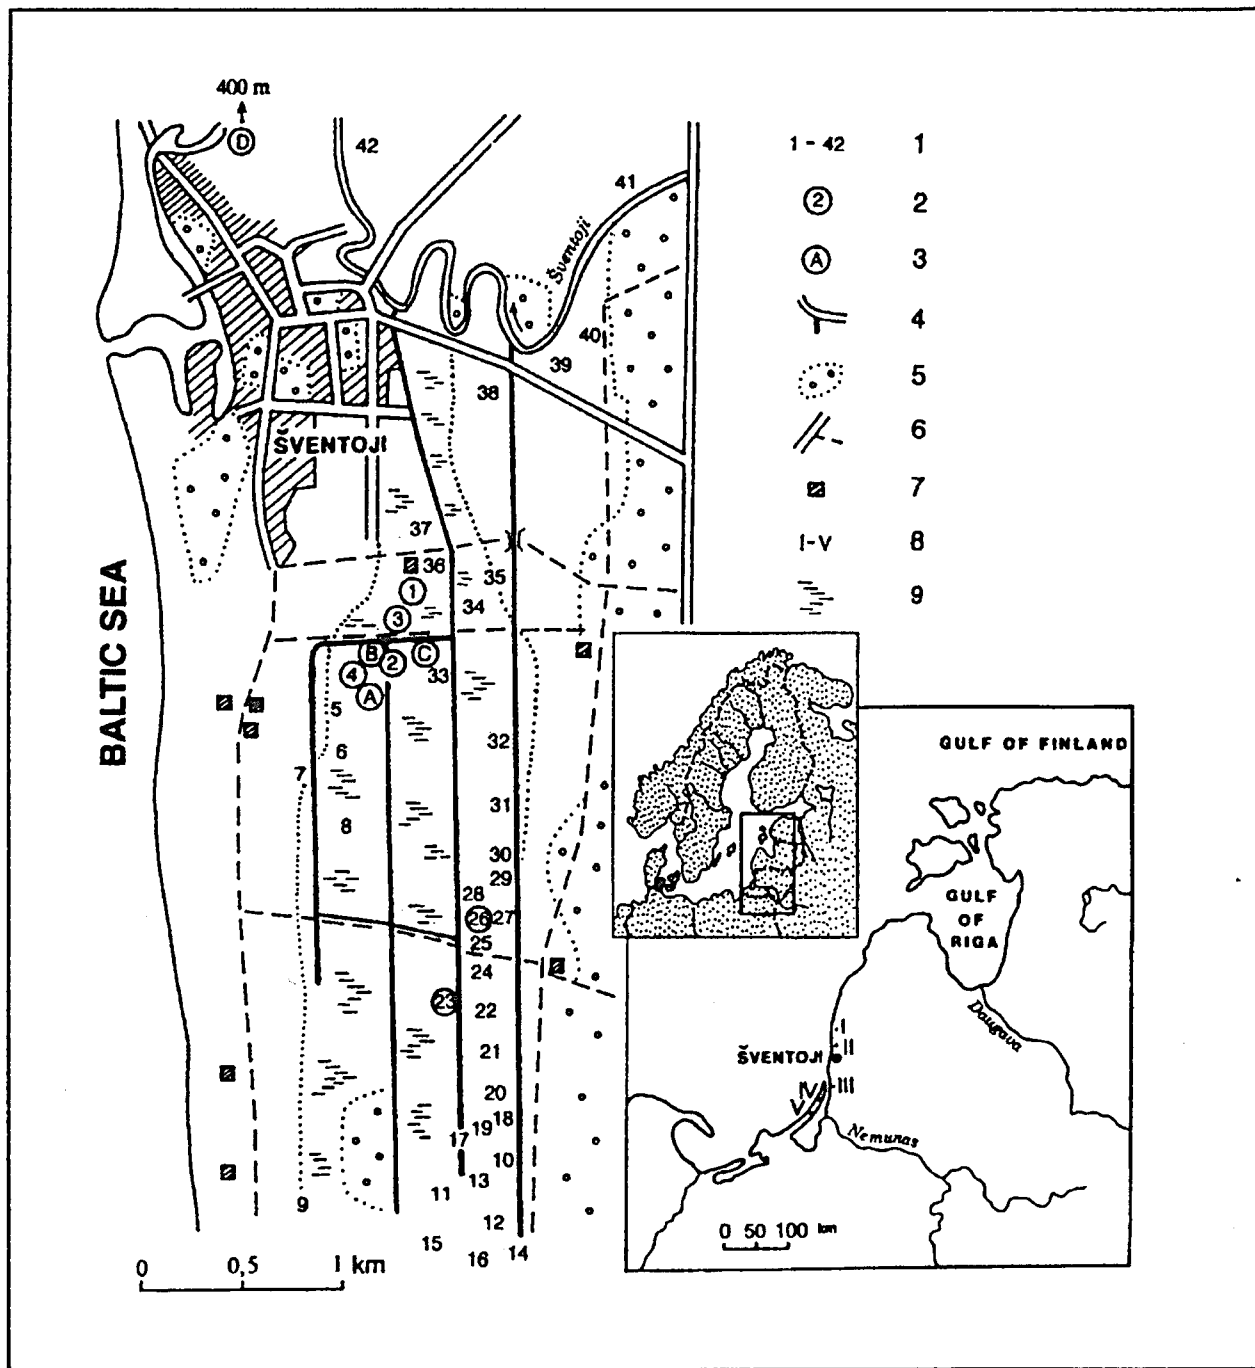 400 m
D
42
41
Šventoji
40
39
38
ŠVENTOJI
37
36
35
1
34
3
B
2
C
33
4
A
5
6
32
7
31
8
30
29
28
26
27
25
24
23
22
21
20
18
19
17
10
13
9
11
12
15
14
16
BALTIC SEA
0 0,5 1 km
1 - 42 1
2 2
A 3
4
5
6
7
I-V 8
9
GULF OF FINLAND
GULF
OF
RIGA
Daugava
I
ŠVENTOJI II
III
IV
V
Nemunas
0 50 100 km